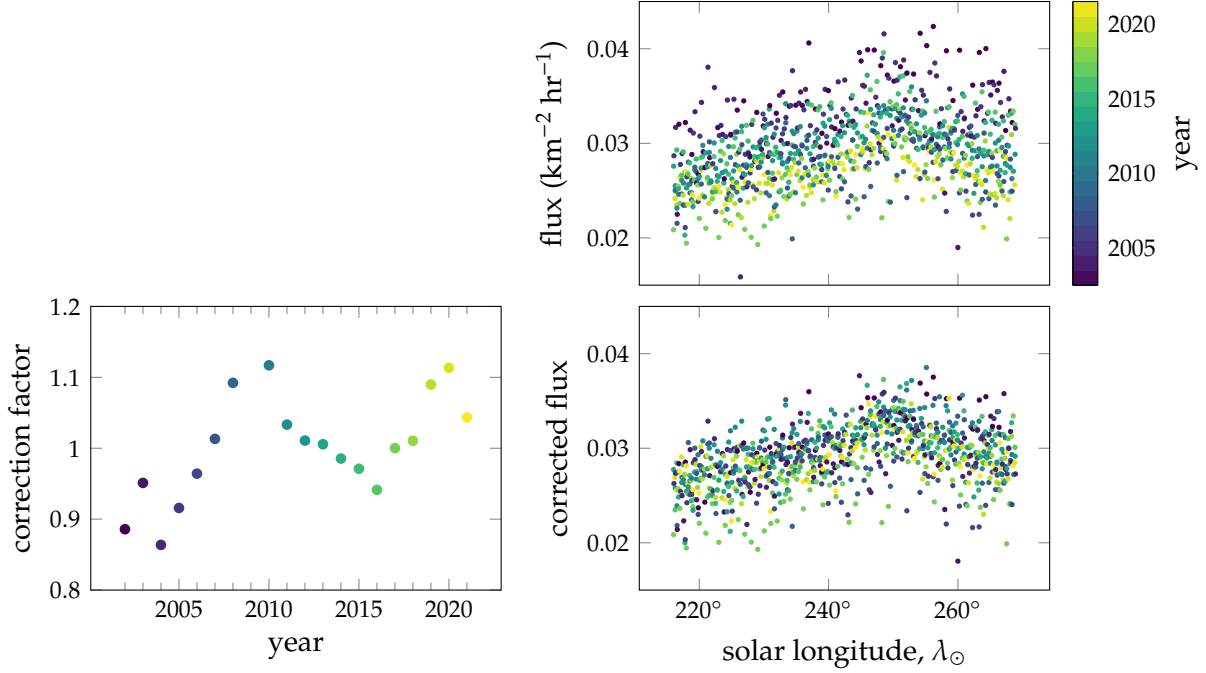 0.04
0.03
0.02
flux (km⁻² hr⁻¹)
2020
2015
2010
2005
year
1.2
1.1
1
0.9
0.8
correction factor
2005 2010 2015 2020
year
0.04
0.03
0.02
corrected flux
220° 240° 260°
solar longitude, λ⊙